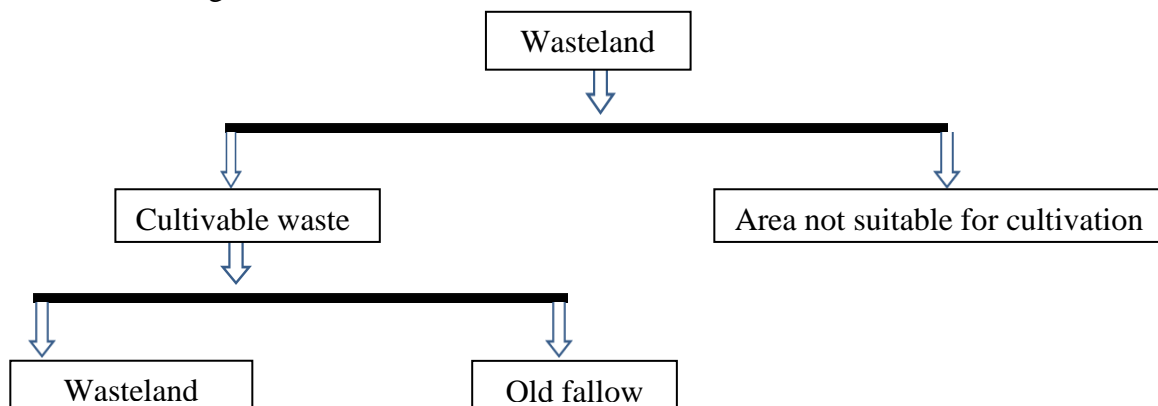 Wasteland
Cultivable waste
Area not suitable for cultivation
Wasteland
Old fallow